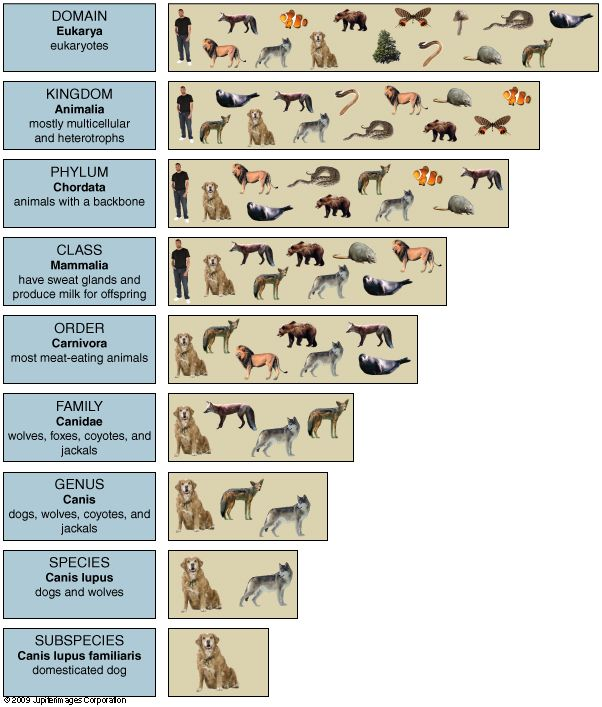 DOMAIN
Eukarya
eukaryotes
KINGDOM
Animalia
mostly multicellular
and heterotrophs
PHYLUM
Chordata
animals with a backbone
CLASS
Mammalia
have sweat glands and
produce milk for offspring
ORDER
Carnivora
most meat-eating animals
FAMILY
Canidae
wolves, foxes, coyotes, and
jackals
GENUS
Canis
dogs, wolves, coyotes, and
jackals
SPECIES
Canis lupus
dogs and wolves
SUBSPECIES
Canis lupus familiaris
domesticated dog
© 2009 Jupiterimages Corporation